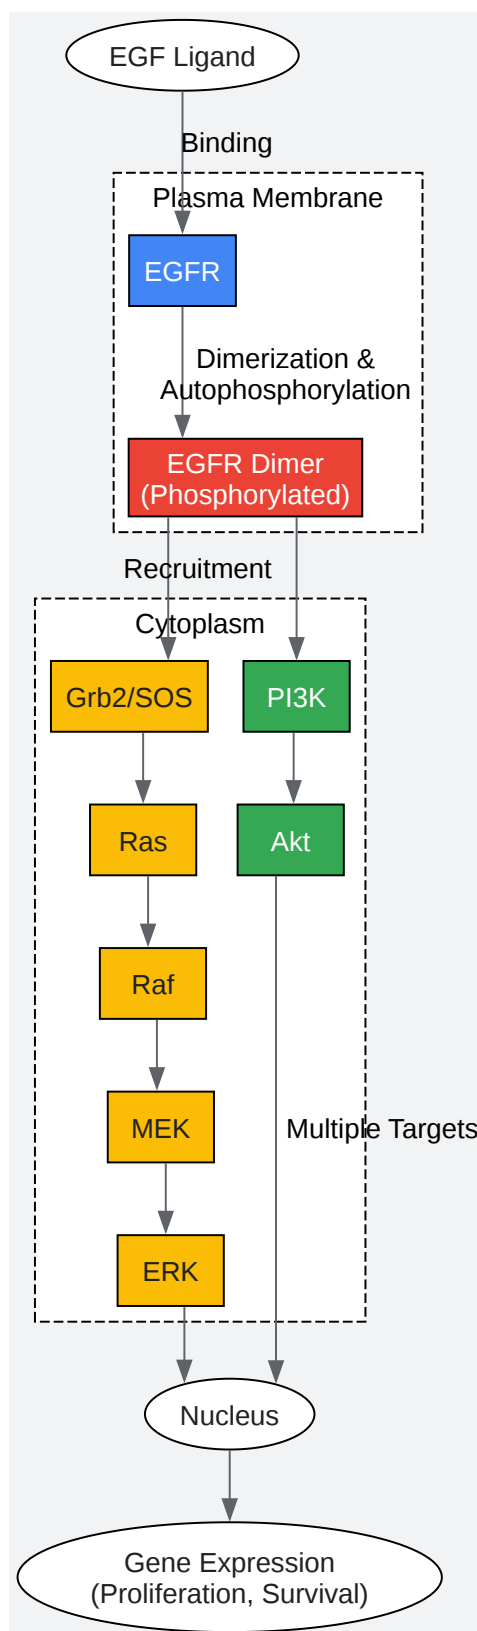 EGF Ligand
Binding
Plasma Membrane
EGFR
Dimerization &
Autophosphorylation
EGFR Dimer
(Phosphorylated)
Recruitment
Cytoplasm
Grb2/SOS
PI3K
Ras
Akt
Raf
MEK
Multiple Targets
ERK
Nucleus
Gene Expression
(Proliferation, Survival)